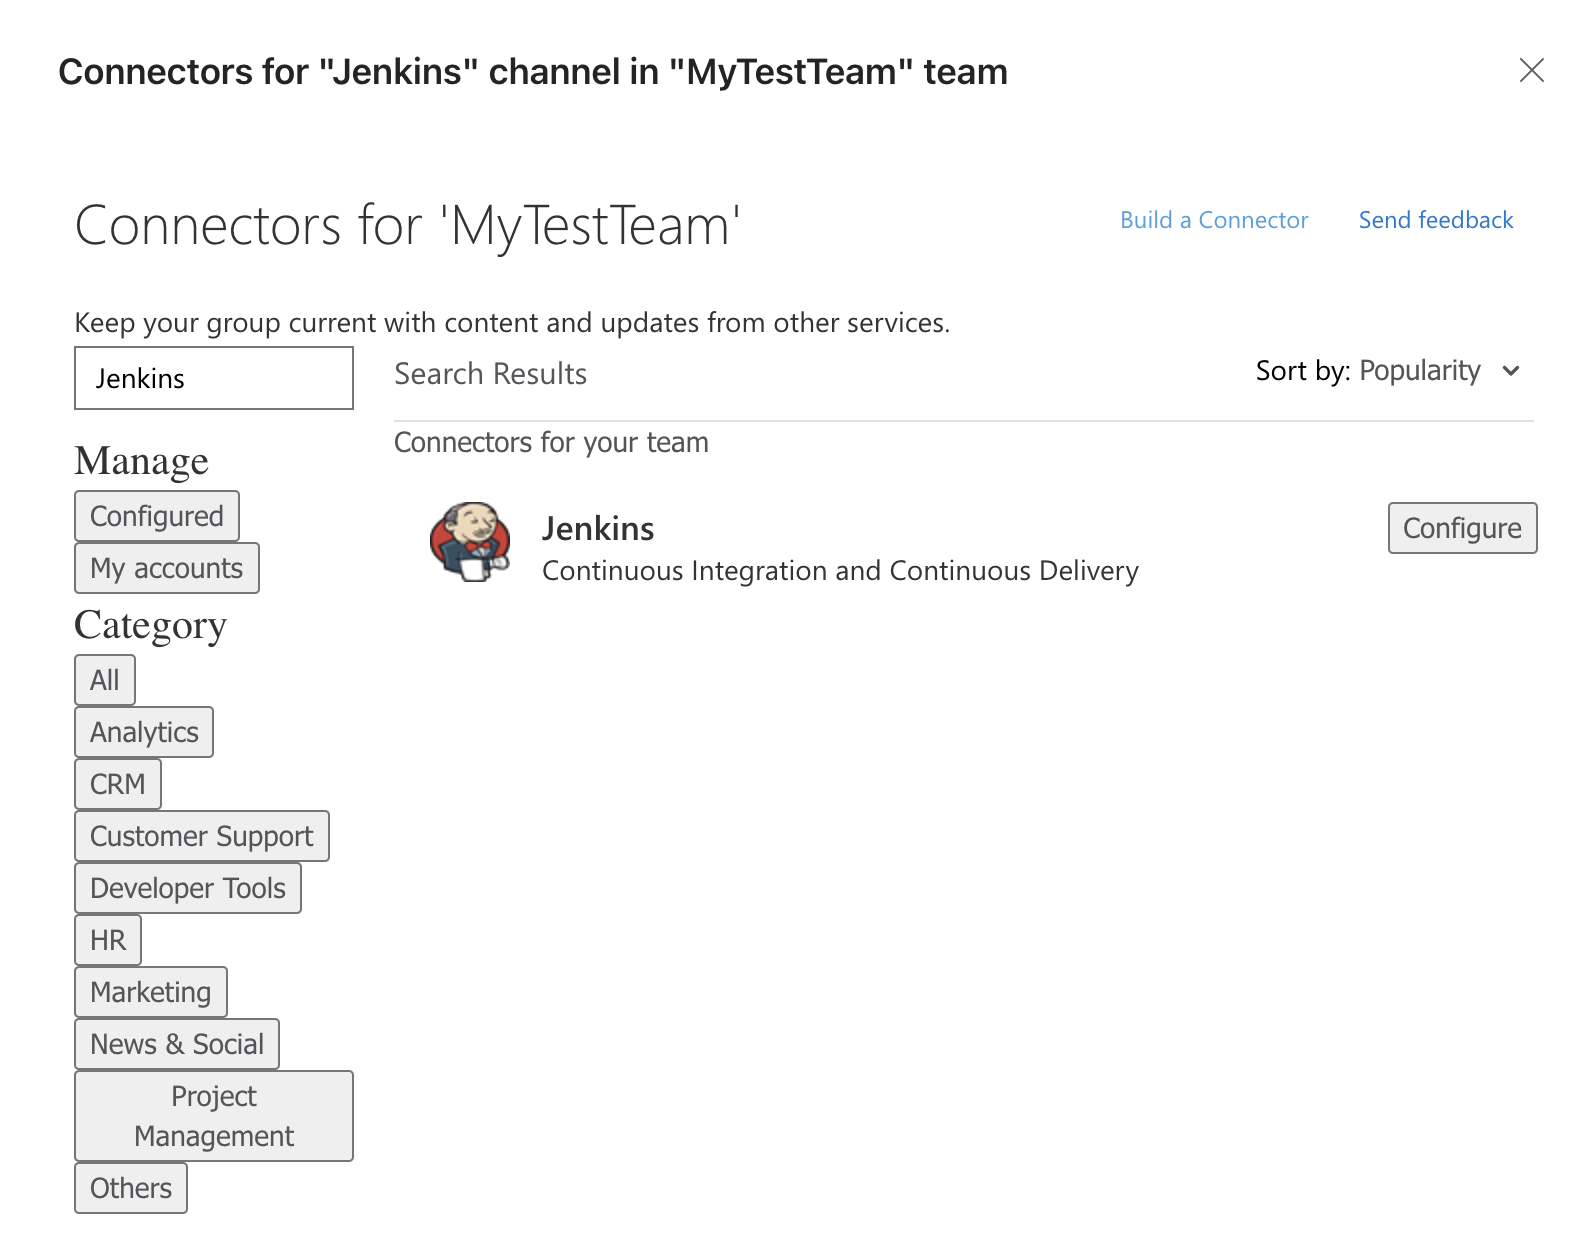 Connectors for "Jenkins" channel in "MyTestTeam" team
Connectors for 'MyTestTeam'
Build a Connector
Send feedback
Keep your group current with content and updates from other services.
Jenkins
Search Results
Sort by: Popularity
Connectors for your team
Jenkins
Continuous Integration and Continuous Delivery
Configure
Manage
Configured
My accounts
Category
All
Analytics
CRM
Customer Support
Developer Tools
HR
Marketing
News & Social
Project
Management
Others